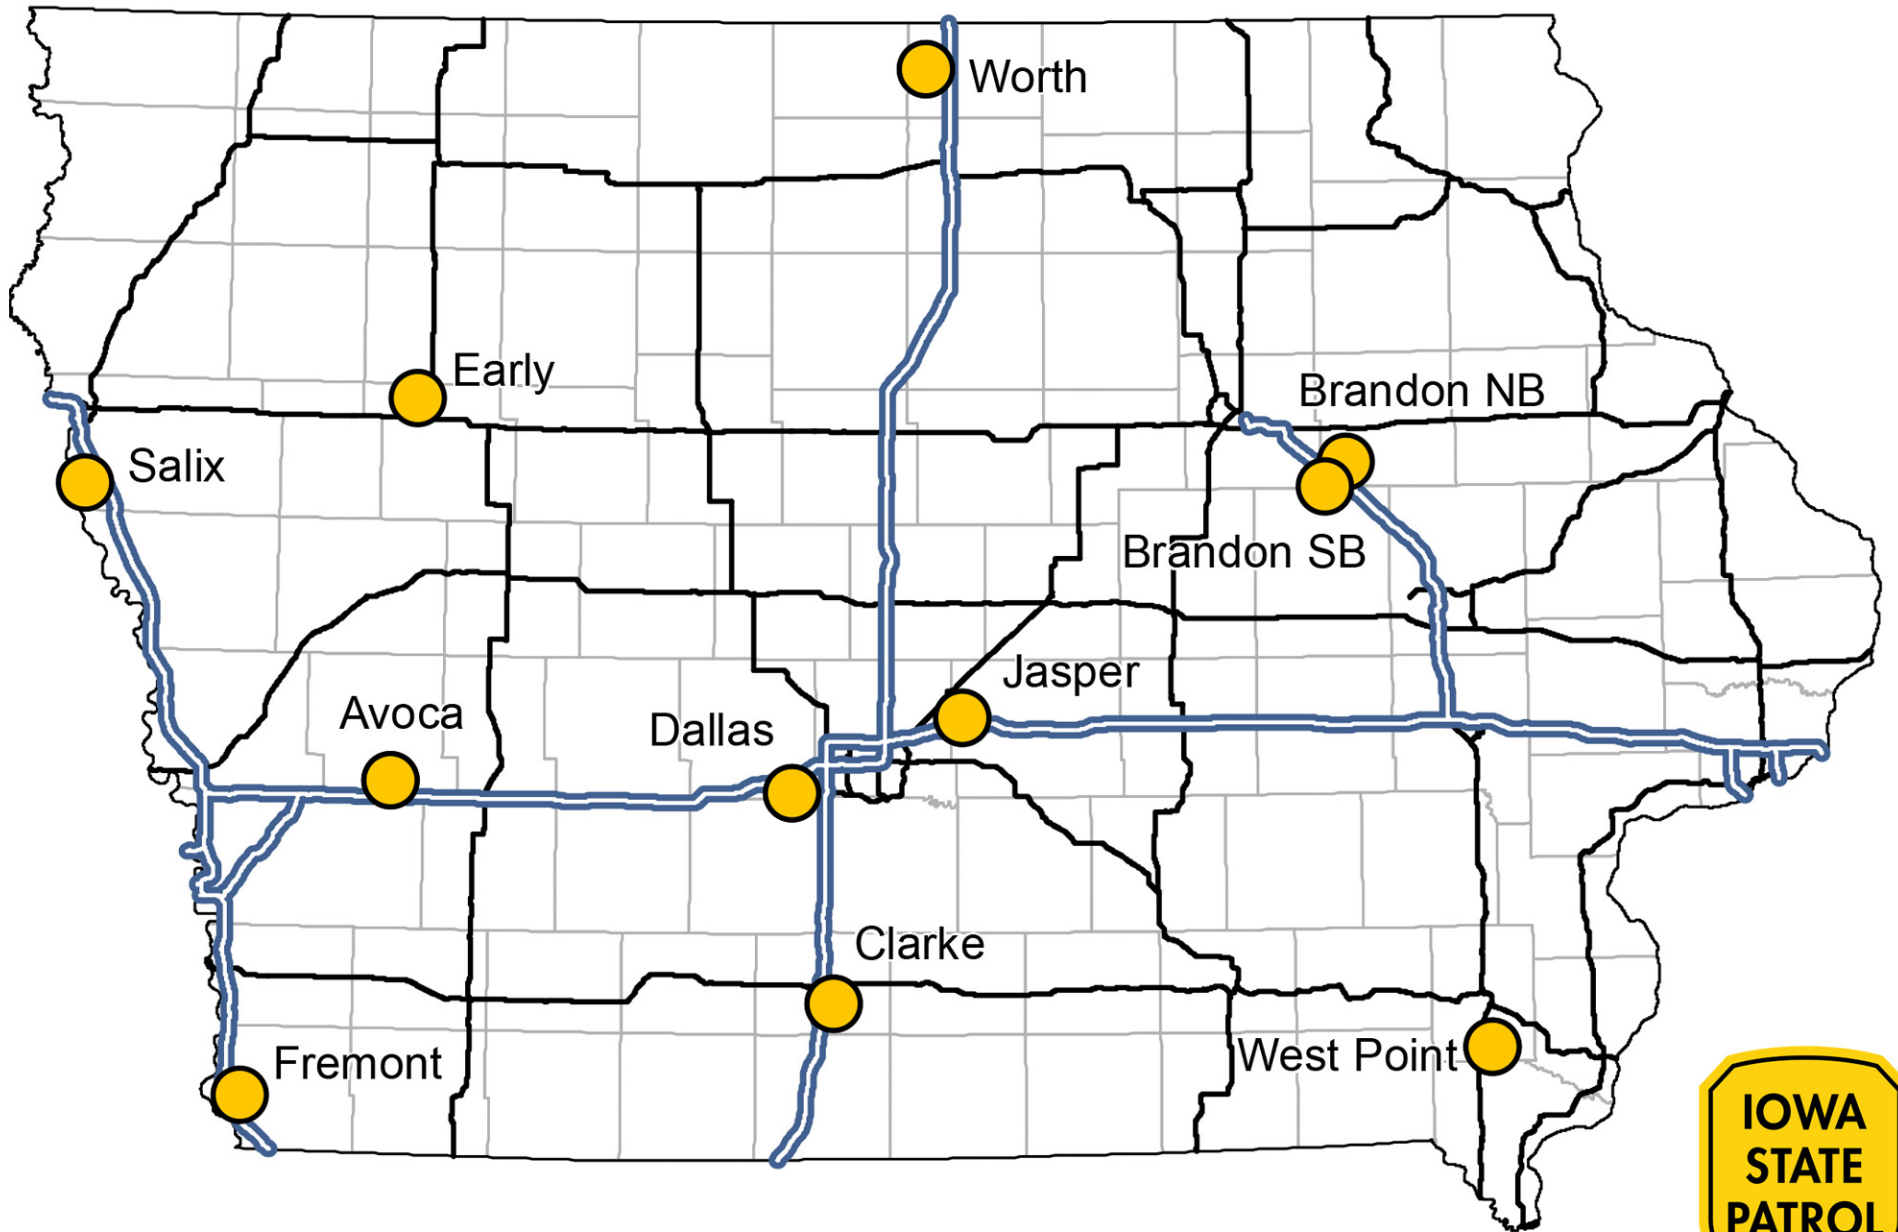 Worth
Early
Brandon NB
Salix
Brandon SB
Jasper
Avoca
Dallas
Clarke
Fremont
West Point
IOWA
STATE
PATROL